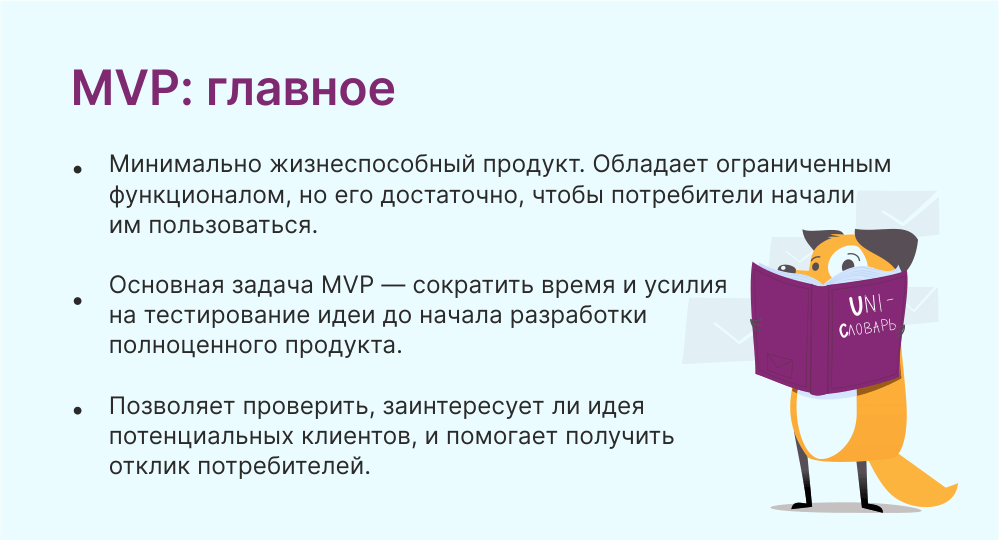 MVP: главное
• Минимально жизнеспособный продукт. Обладает ограниченным
функционалом, но его достаточно, чтобы потребители начали
им пользоваться.
• Основная задача MVP — сократить время и усилия
на тестирование идеи до начала разработки
полноценного продукта.
• Позволяет проверить, заинтересует ли идея
потенциальных клиентов, и помогает получить
отклик потребителей.
UNI-
СЛОВАРЬ